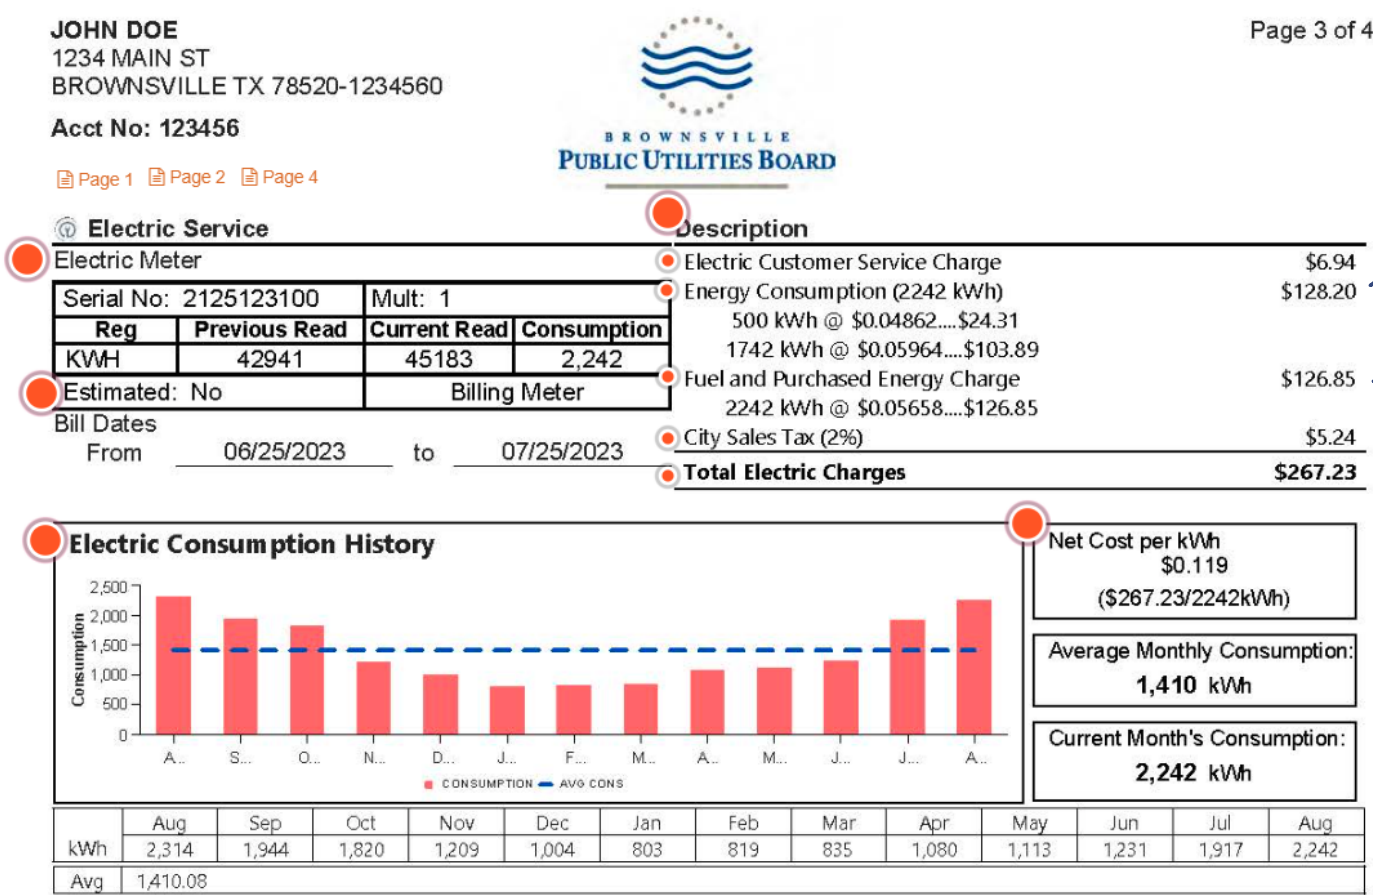 JOHN DOE
1234 MAIN ST
BROWNSVILLE TX 78520-1234560
Acct No: 123456
Page 1 Page 2 Page 4
BROWNSVILLE
PUBLIC UTILITIES BOARD
Page 3 of 4
Electric Service
Electric Meter
Serial No: 2125123100 Mult: 1
Reg Previous Read Current Read Consumption
KWH 42941 45183 2,242
Estimated: No Billing Meter
Bill Dates
From 06/25/2023 to 07/25/2023
Description
Electric Customer Service Charge $6.94
Energy Consumption (2242 kWh) $128.20
500 kWh @ $0.04862....$24.31
1742 kWh @ $0.05964....$103.89
Fuel and Purchased Energy Charge $126.85
2242 kWh @ $0.05658....$126.85
City Sales Tax (2%) $5.24
Total Electric Charges $267.23
Electric Consumption History
Consumption
2,500
2,000
1,500
1,000
500
0
A... S... O... N... D... J... F... M... A... M... J... J... A...
CONSUMPTION AVG CONS
Net Cost per kWh
$0.119
($267.23/2242kWh)
Average Monthly Consumption:
1,410 kWh
Current Month's Consumption:
2,242 kWh
Aug Sep Oct Nov Dec Jan Feb Mar Apr May Jun Jul Aug
kWh 2,314 1,944 1,820 1,209 1,004 803 819 835 1,080 1,113 1,231 1,917 2,242
Avg 1,410.08